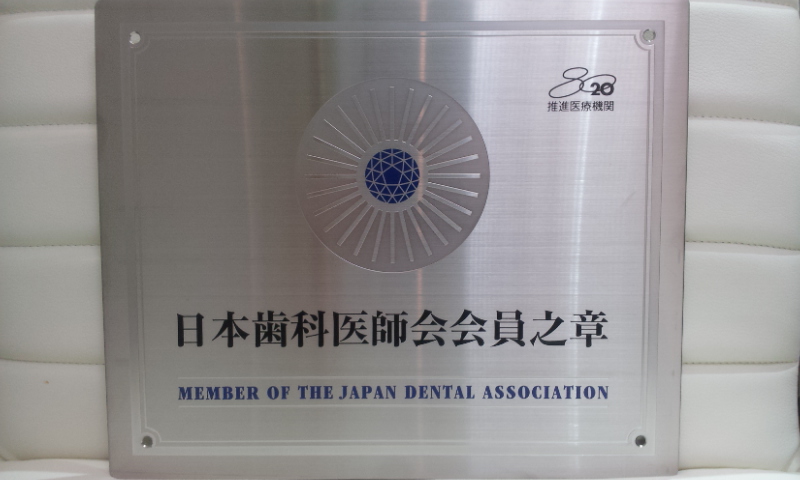 8020
推進医療機関
日本歯科医師会会員之章
MEMBER OF THE JAPAN DENTAL ASSOCIATION